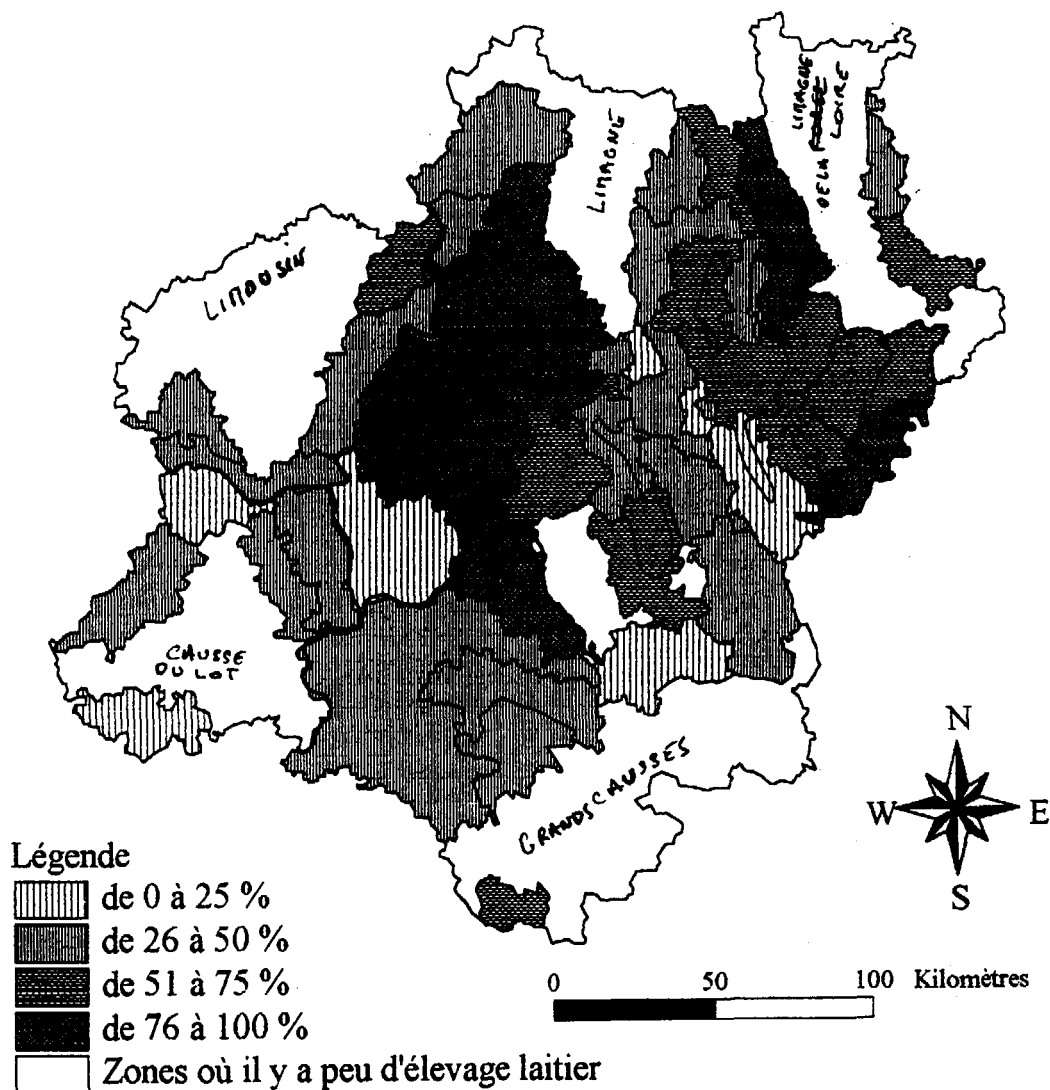 LIMAGNE
LIMAGNE
DE LA
LOIRE
LIMOUSIN
CAUSSE
DU LOT
GRANDS CAUSSES
N
W
E
S
Légende
de 0 à 25 %
de 26 à 50 %
de 51 à 75 %
de 76 à 100 %
Zones où il y a peu d'élevage laitier
0 50 100 Kilomètres